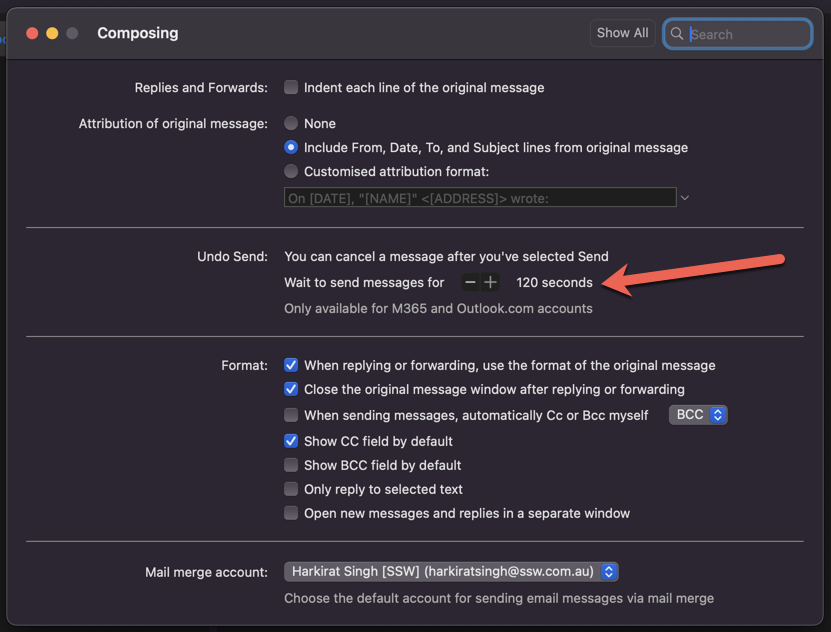 Composing
Show All
Search
Replies and Forwards: Indent each line of the original message
Attribution of original message: None
Include From, Date, To, and Subject lines from original message
Customised attribution format:
On [DATE], "[NAME]" <[ADDRESS]> wrote:
Undo Send: You can cancel a message after you've selected Send
Wait to send messages for − + 120 seconds
Only available for M365 and Outlook.com accounts
Format: When replying or forwarding, use the format of the original message
Close the original message window after replying or forwarding
When sending messages, automatically Cc or Bcc myself BCC
Show CC field by default
Show BCC field by default
Only reply to selected text
Open new messages and replies in a separate window
Mail merge account: Harkirat Singh [SSW] (harkiratsingh@ssw.com.au)
Choose the default account for sending email messages via mail merge